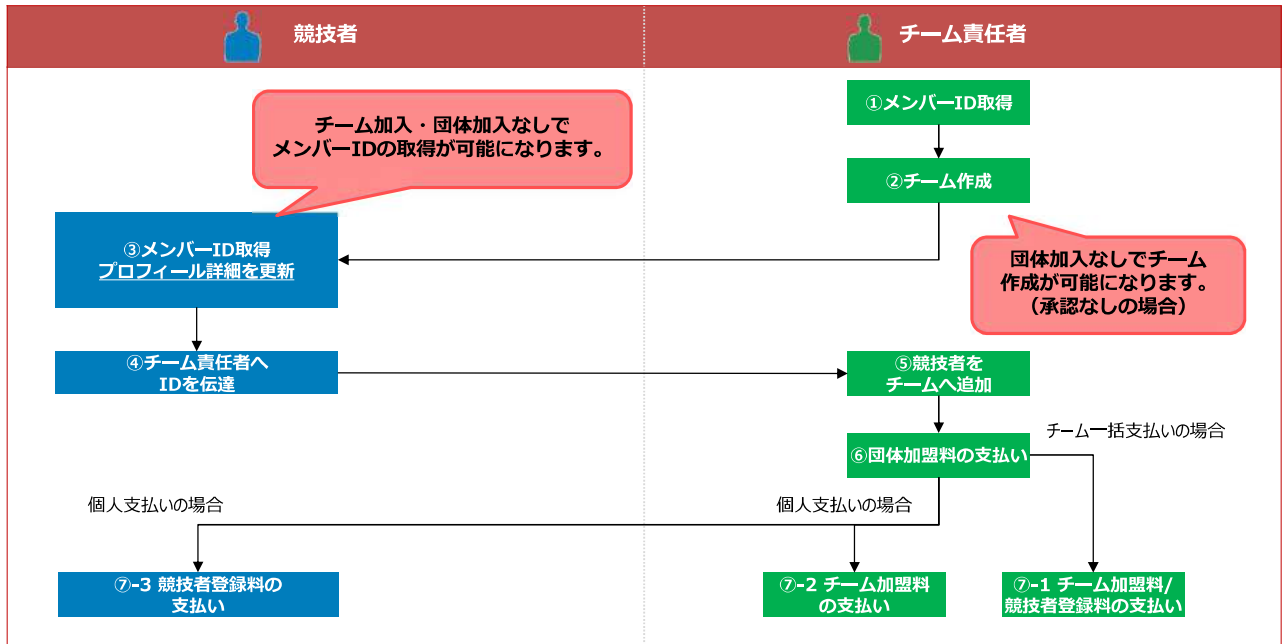 競技者
チーム責任者
①メンバーID取得
チーム加入・団体加入なしで
メンバーIDの取得が可能になります。
②チーム作成
③メンバーID取得
プロフィール詳細を更新
団体加入なしでチーム
作成が可能になります。
（承認なしの場合）
④チーム責任者へ
IDを伝達
⑤競技者を
チームへ追加
チーム一括支払いの場合
⑥団体加盟料の支払い
個人支払いの場合
個人支払いの場合
⑦-3 競技者登録料の
支払い
⑦-2 チーム加盟料
の支払い
⑦-1 チーム加盟料/
競技者登録料の支払い